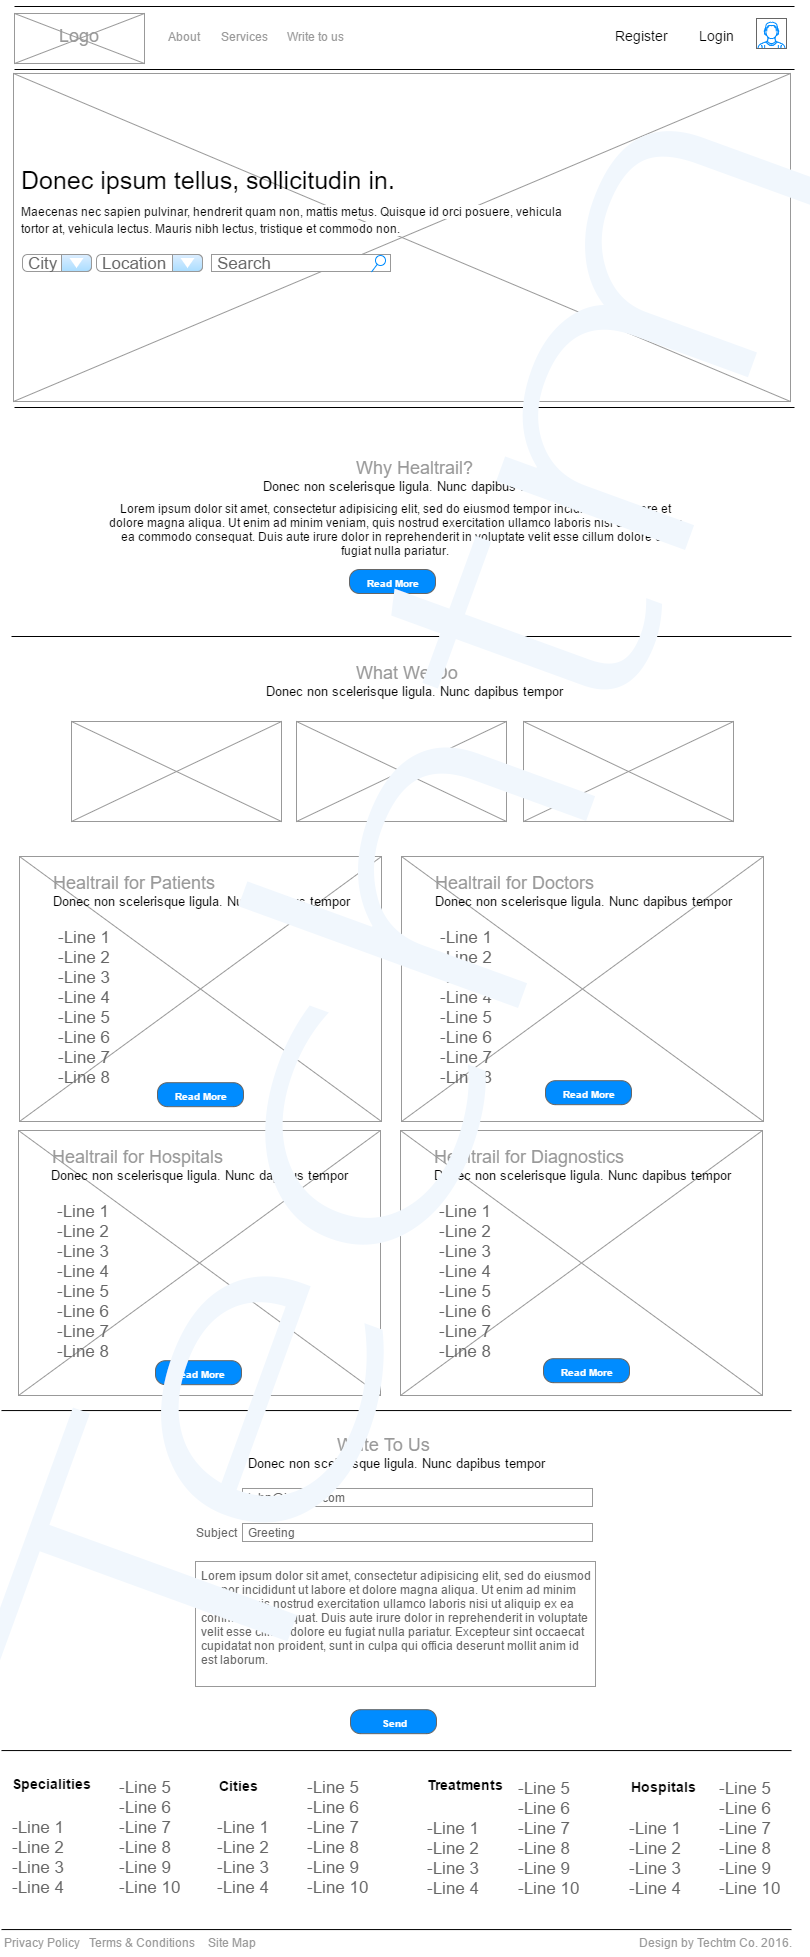 Logo
About Services Write to us
Register Login
Donec ipsum tellus, sollicitudin in.
Maecenas nec sapien pulvinar, hendrerit quam non, mattis metus. Quisque id orci posuere, vehicula
tortor at, vehicula lectus. Mauris nibh lectus, tristique et commodo non.
City Location Search
Why Healtrail?
Donec non scelerisque ligula. Nunc dapibus
Lorem ipsum dolor sit amet, consectetur adipisicing elit, sed do eiusmod tempor et
dolore magna aliqua. Ut enim ad minim veniam, quis nostrud exercitation ullamco laboris nisi
ea commodo consequat. Duis aute irure dolor in reprehenderit in voluptate velit esse cillum dolore
fugiat nulla pariatur.
Read More
What We Do
Donec non scelerisque ligula. Nunc dapibus tempor
Healtrail for Patients
Donec non scelerisque ligula. tempor
-Line 1
-Line 2
-Line 3
-Line 4
-Line 5
-Line 6
-Line 7
-Line 8
Read More
Healtrail for Doctors
Donec non scelerisque ligula. Nunc dapibus tempor
-Line 1
-Line 2
-Line 4
-Line 5
-Line 6
-Line 7
-Line 8
Read More
Healtrail for Hospitals
Donec non scelerisque ligula. Nunc dapibus tempor
-Line 1
-Line 2
-Line 3
-Line 4
-Line 5
-Line 6
-Line 7
-Line 8
Read More
Healtrail for Diagnostics
Donec non scelerisque ligula. Nunc dapibus tempor
-Line 1
-Line 2
-Line 3
-Line 4
-Line 5
-Line 6
-Line 7
-Line 8
Read More
Write To Us
Donec non scelerisque ligula. Nunc dapibus tempor
Subject Greeting
Lorem ipsum dolor sit amet, consectetur adipisicing elit, sed do eiusmod
tempor incididunt ut labore et dolore magna aliqua. Ut enim ad minim
nostrud exercitation ullamco laboris nisi ut aliquip ex ea
Duis aute irure dolor in reprehenderit in voluptate
velit esse dolore eu fugiat nulla pariatur. Excepteur sint occaecat
cupidatat non proident, sunt in culpa qui officia deserunt mollit anim id
est laborum.
Send
Specialities
-Line 1
-Line 2
-Line 3
-Line 4
-Line 5
-Line 6
-Line 7
-Line 8
-Line 9
-Line 10
Cities
-Line 1
-Line 2
-Line 3
-Line 4
-Line 5
-Line 6
-Line 7
-Line 8
-Line 9
-Line 10
Treatments
-Line 1
-Line 2
-Line 3
-Line 4
-Line 5
-Line 6
-Line 7
-Line 8
-Line 9
-Line 10
Hospitals
-Line 1
-Line 2
-Line 3
-Line 4
-Line 5
-Line 6
-Line 7
-Line 8
-Line 9
-Line 10
Privacy Policy Terms & Conditions Site Map
Design by Techtm Co. 2016.
Techtm